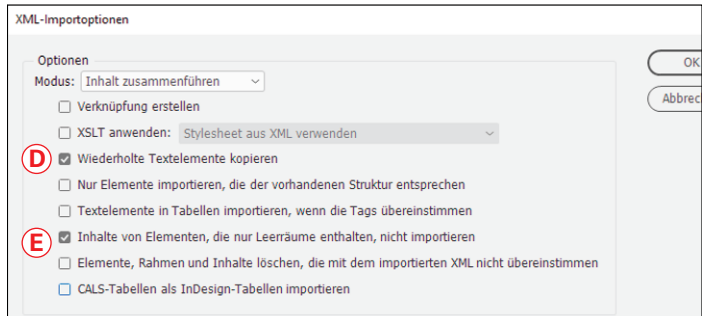 XML-Importoptionen
Optionen
OK
Modus: Inhalt zusammenführen
Abbrec
Verknüpfung erstellen
XSLT anwenden: Stylesheet aus XML verwenden
D Wiederholte Textelemente kopieren
Nur Elemente importieren, die der vorhandenen Struktur entsprechen
Textelemente in Tabellen importieren, wenn die Tags übereinstimmen
E Inhalte von Elementen, die nur Leerräume enthalten, nicht importieren
Elemente, Rahmen und Inhalte löschen, die mit dem importierten XML nicht übereinstimmen
CALS-Tabellen als InDesign-Tabellen importieren